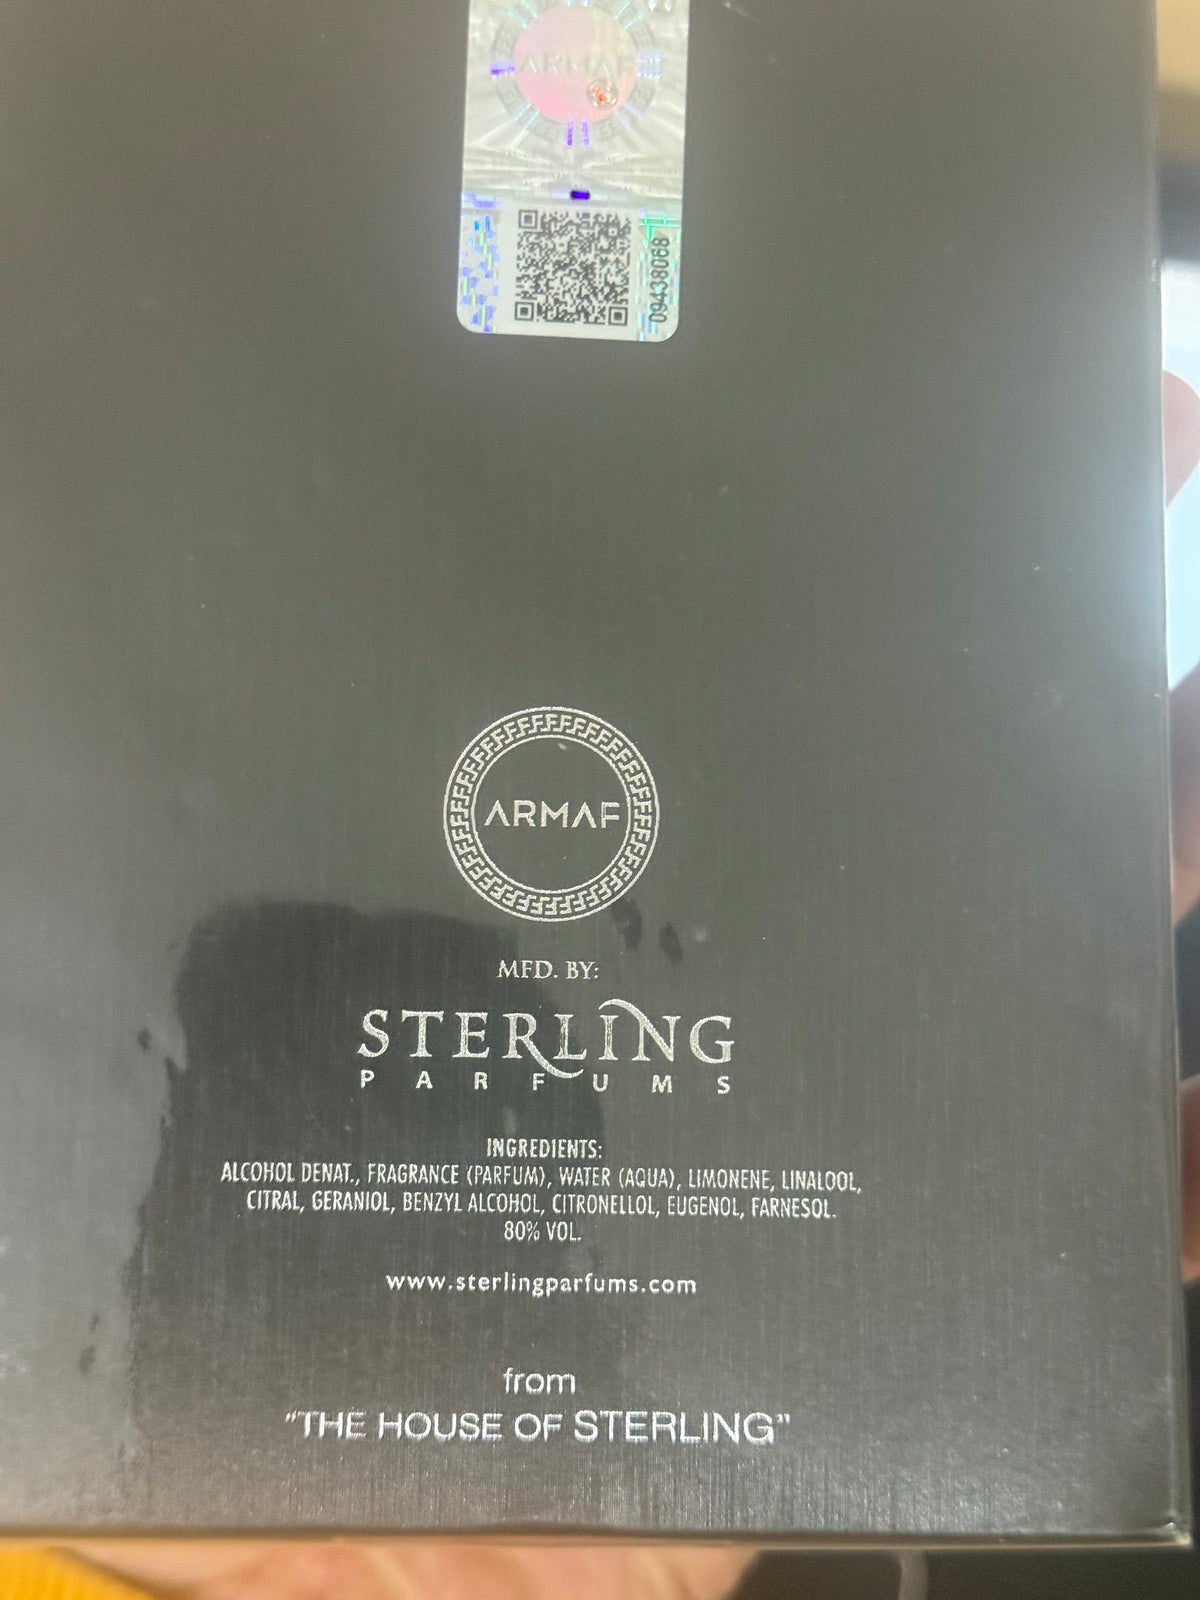 ARMAF
09438068
ARMAF
MFD. BY:
STERLING
PARFUMS
INGREDIENTS:
ALCOHOL DENAT., FRAGRANCE (PARFUM), WATER (AQUA), LIMONENE, LINALOOL,
CITRAL, GERANIOL, BENZYL ALCOHOL, CITRONELLOL, EUGENOL, FARNESOL.
80% VOL.
www.sterlingparfums.com
from
"THE HOUSE OF STERLING"